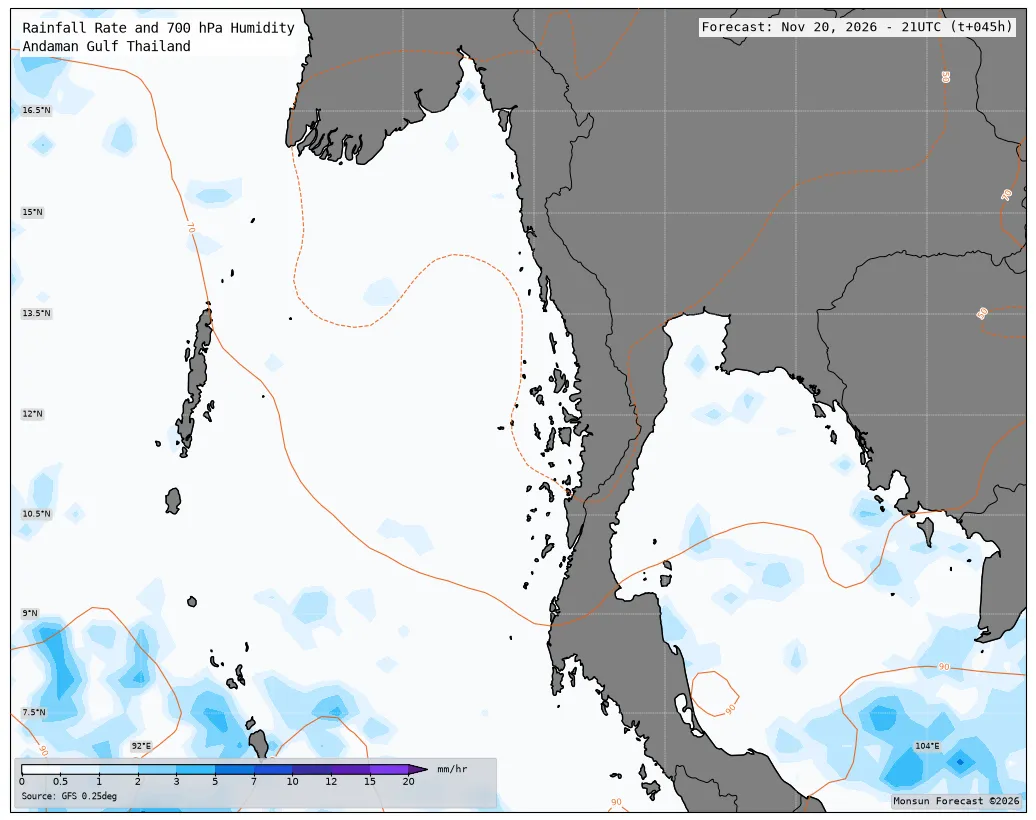 Rainfall Rate and 700 hPa Humidity
Andaman Gulf Thailand
Forecast: Nov 20, 2026 - 21UTC (t+045h)
50
16.5°N
70
15°N
70
13.5°N
50
12°N
10.5°N
9°N
90
7.5°N
90
90
92°E
104°E
mm/hr
0 0.5 1 2 3 5 7 10 12 15 20
Source: GFS 0.25deg
90
Monsun Forecast ©2026